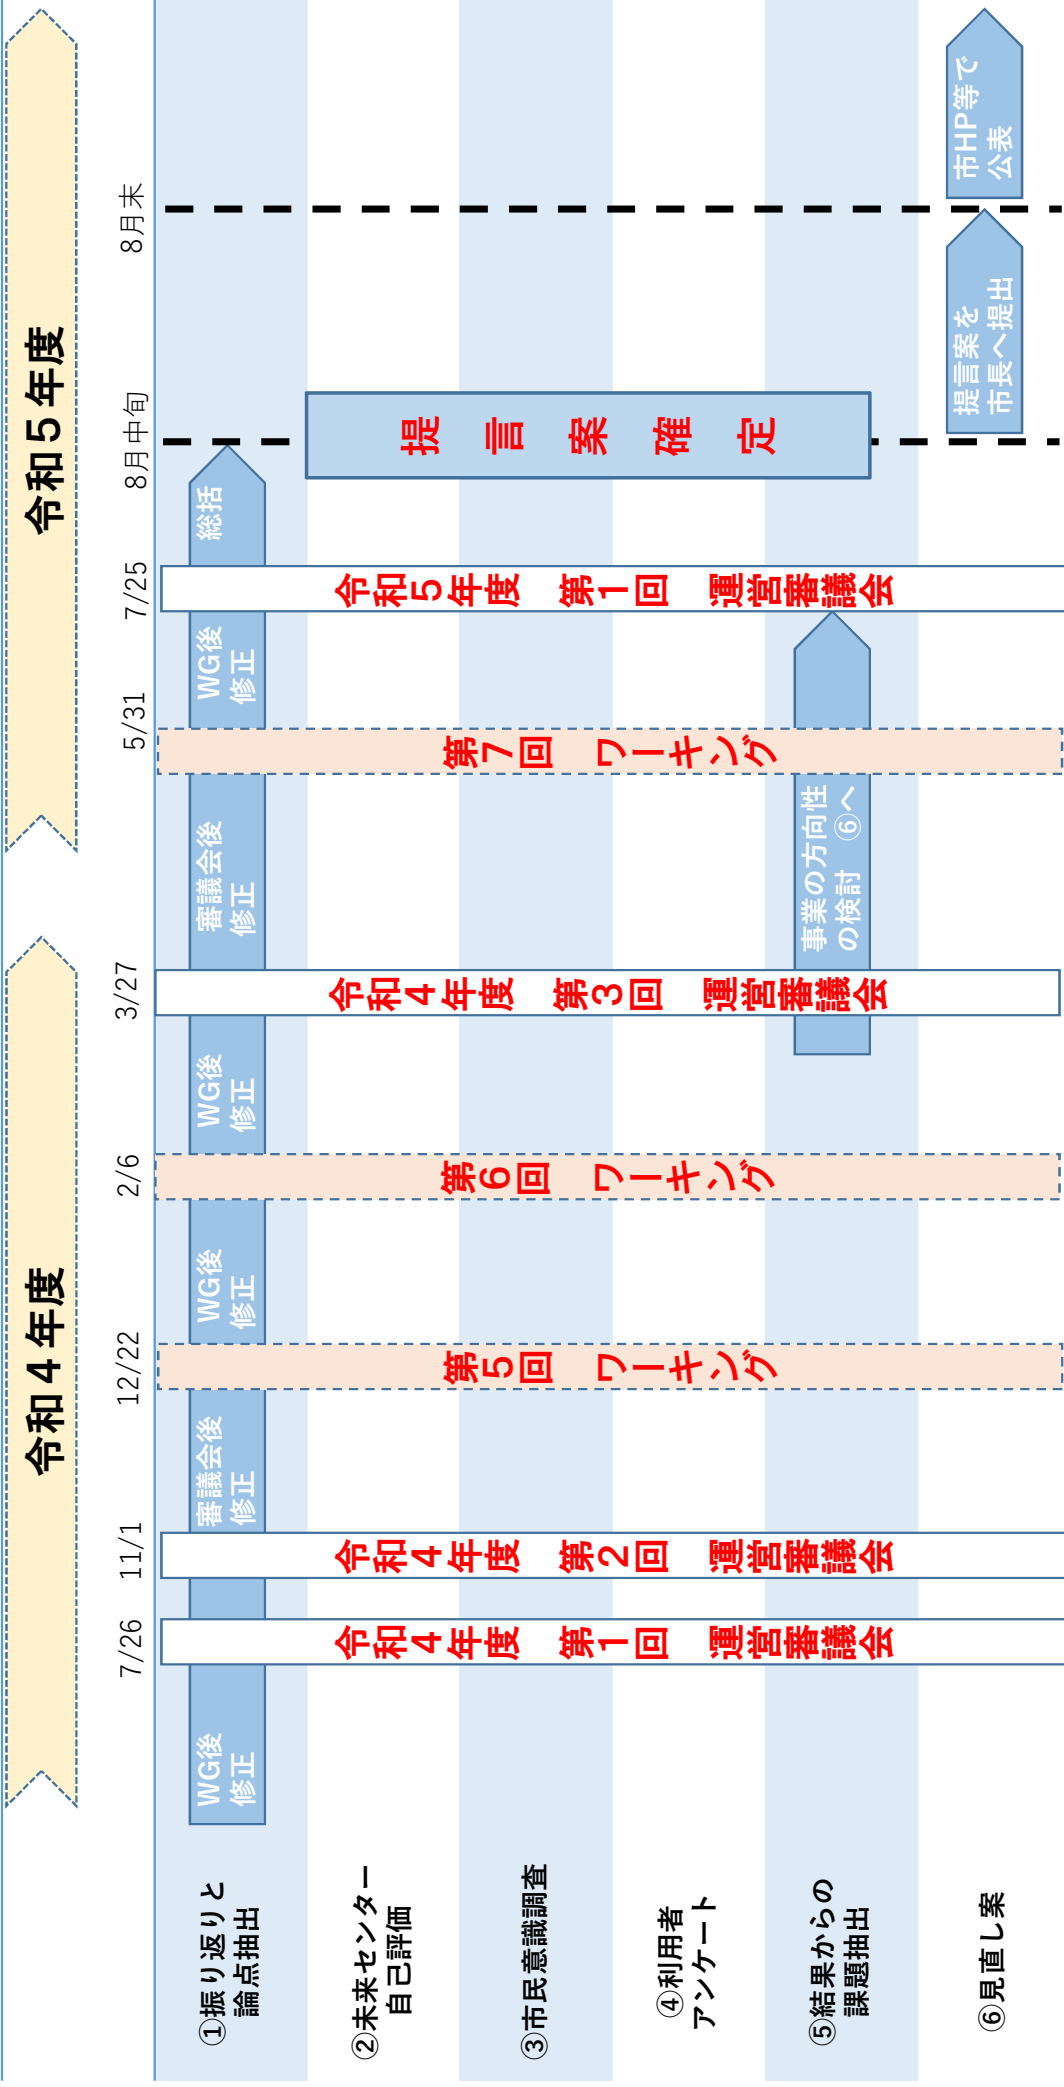 令和４年度
令和５年度
7/26
11/1
12/22
2/6
3/27
5/31
7/25
8月中旬
8月末
①振り返りと
論点抽出
WG後
修正
審議会後
修正
WG後
修正
WG後
修正
審議会後
修正
WG後
修正
総括
②未来センター
自己評価
③市民意識調査
④利用者
アンケート
⑤結果からの
課題抽出
事業の方向性
の検討　⑥へ
⑥見直し案
提言案を
市長へ提出
市HP等で
公表
令和４年度　第１回　運営審議会
令和４年度　第２回　運営審議会
第５回　ワーキング
第６回　ワーキング
令和４年度　第３回　運営審議会
第７回　ワーキング
令和５年度　第１回　運営審議会
提言案確定